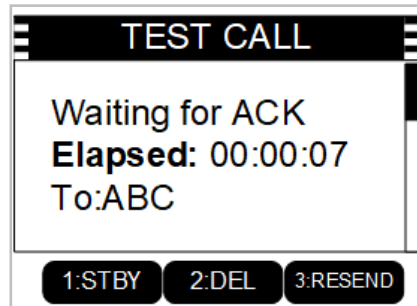 TEST CALL
Waiting for ACK
Elapsed: 00:00:07
To:ABC
1:STBY 2:DEL 3:RESEND